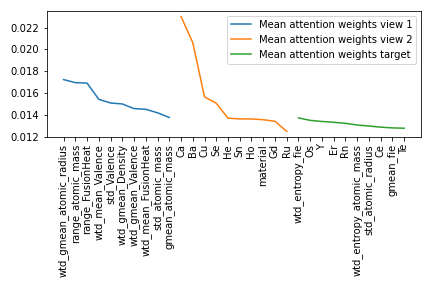 Mean attention weights view 1
Mean attention weights view 2
Mean attention weights target
0.022
0.020
0.018
0.016
0.014
0.012
wtd_gmean_atomic_radius
range_atomic_mass
range_FusionHeat
wtd_mean_Valence
std_Valence
wtd_gmean_Density
wtd_gmean_Valence
wtd_mean_FusionHeat
std_atomic_mass
gmean_atomic_mass
Ca
Ba
Cu
Se
He
Sn
Ho
material
Gd
Ru
wtd_entropy_fie
Os
Y
Er
Rn
wtd_entropy_atomic_mass
std_atomic_radius
Ce
gmean_fie
Te